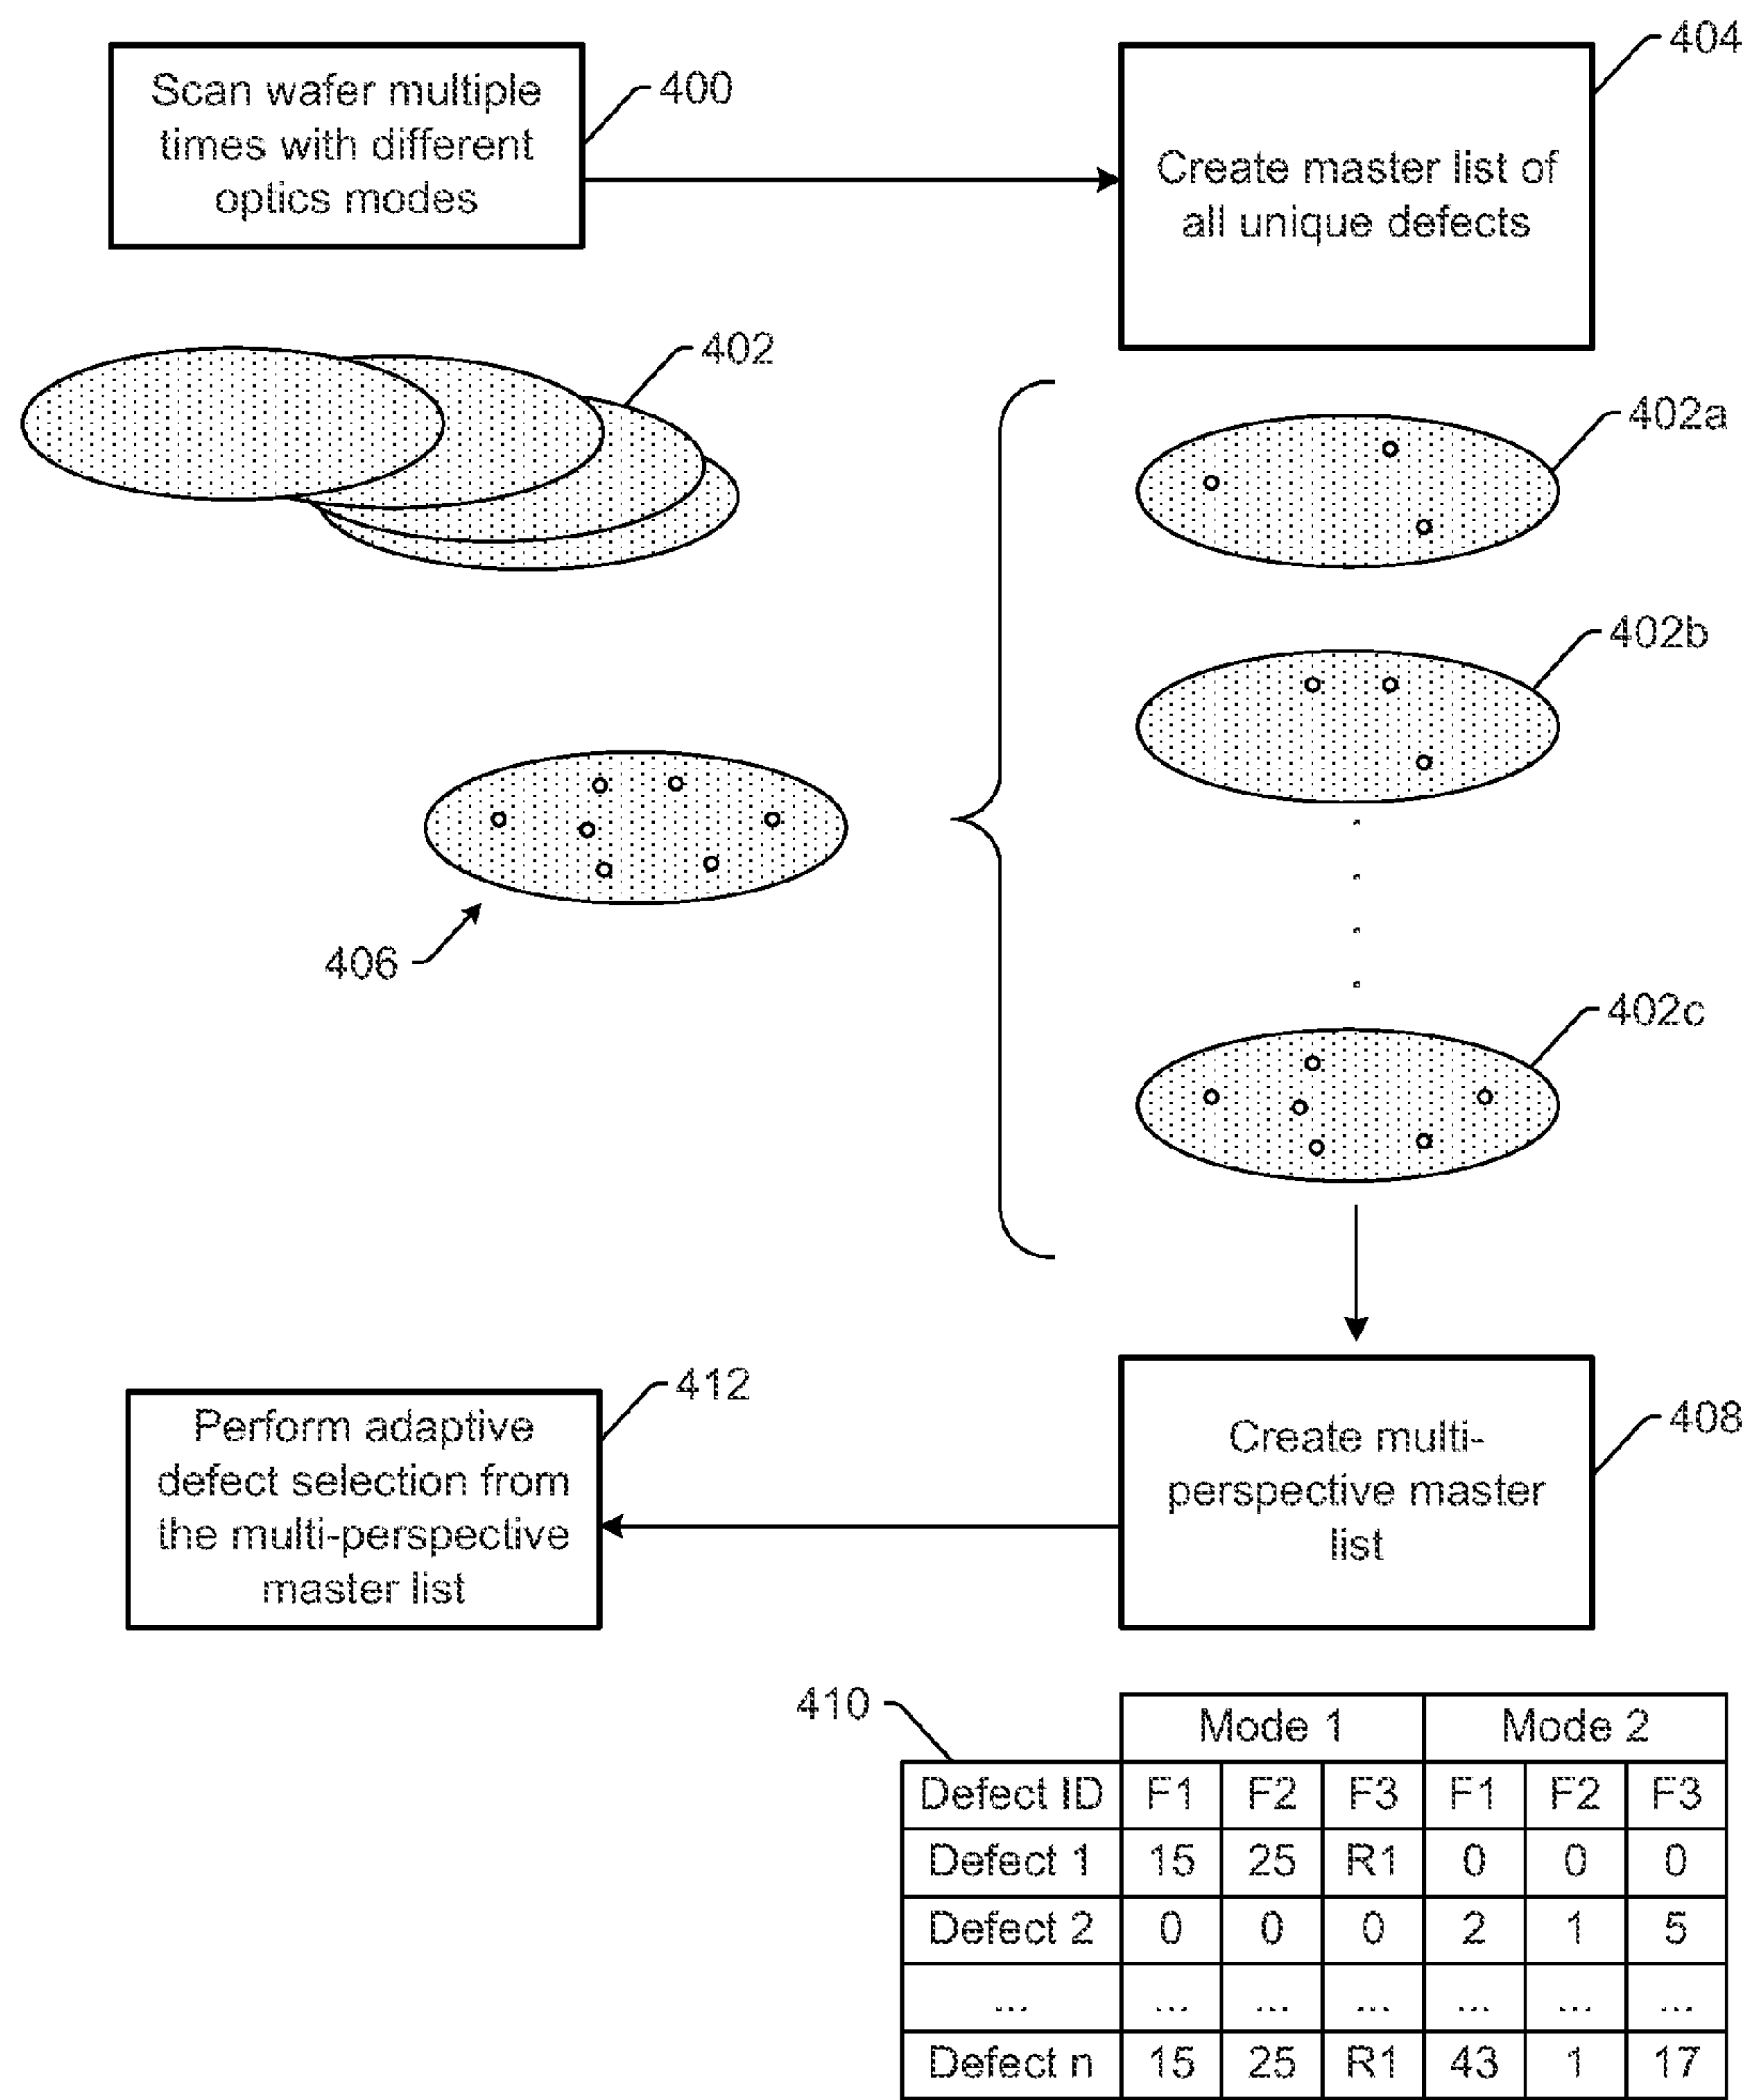 Scan wafer multiple
times with different
optics modes
400
Create master list of
all unique defects
404
402
402a
402b
406
402c
Perform adaptive
defect selection from
the multi-perspective
master list
412
Create multi-
perspective master
list
408
410
Mode 1 Mode 2
Defect ID F1 F2 F3 F1 F2 F3
Defect 1 15 25 R1 0 0 0
Defect 2 0 0 0 2 1 5
... ... ... ... ... ... ...
Defect n 15 25 R1 43 1 17